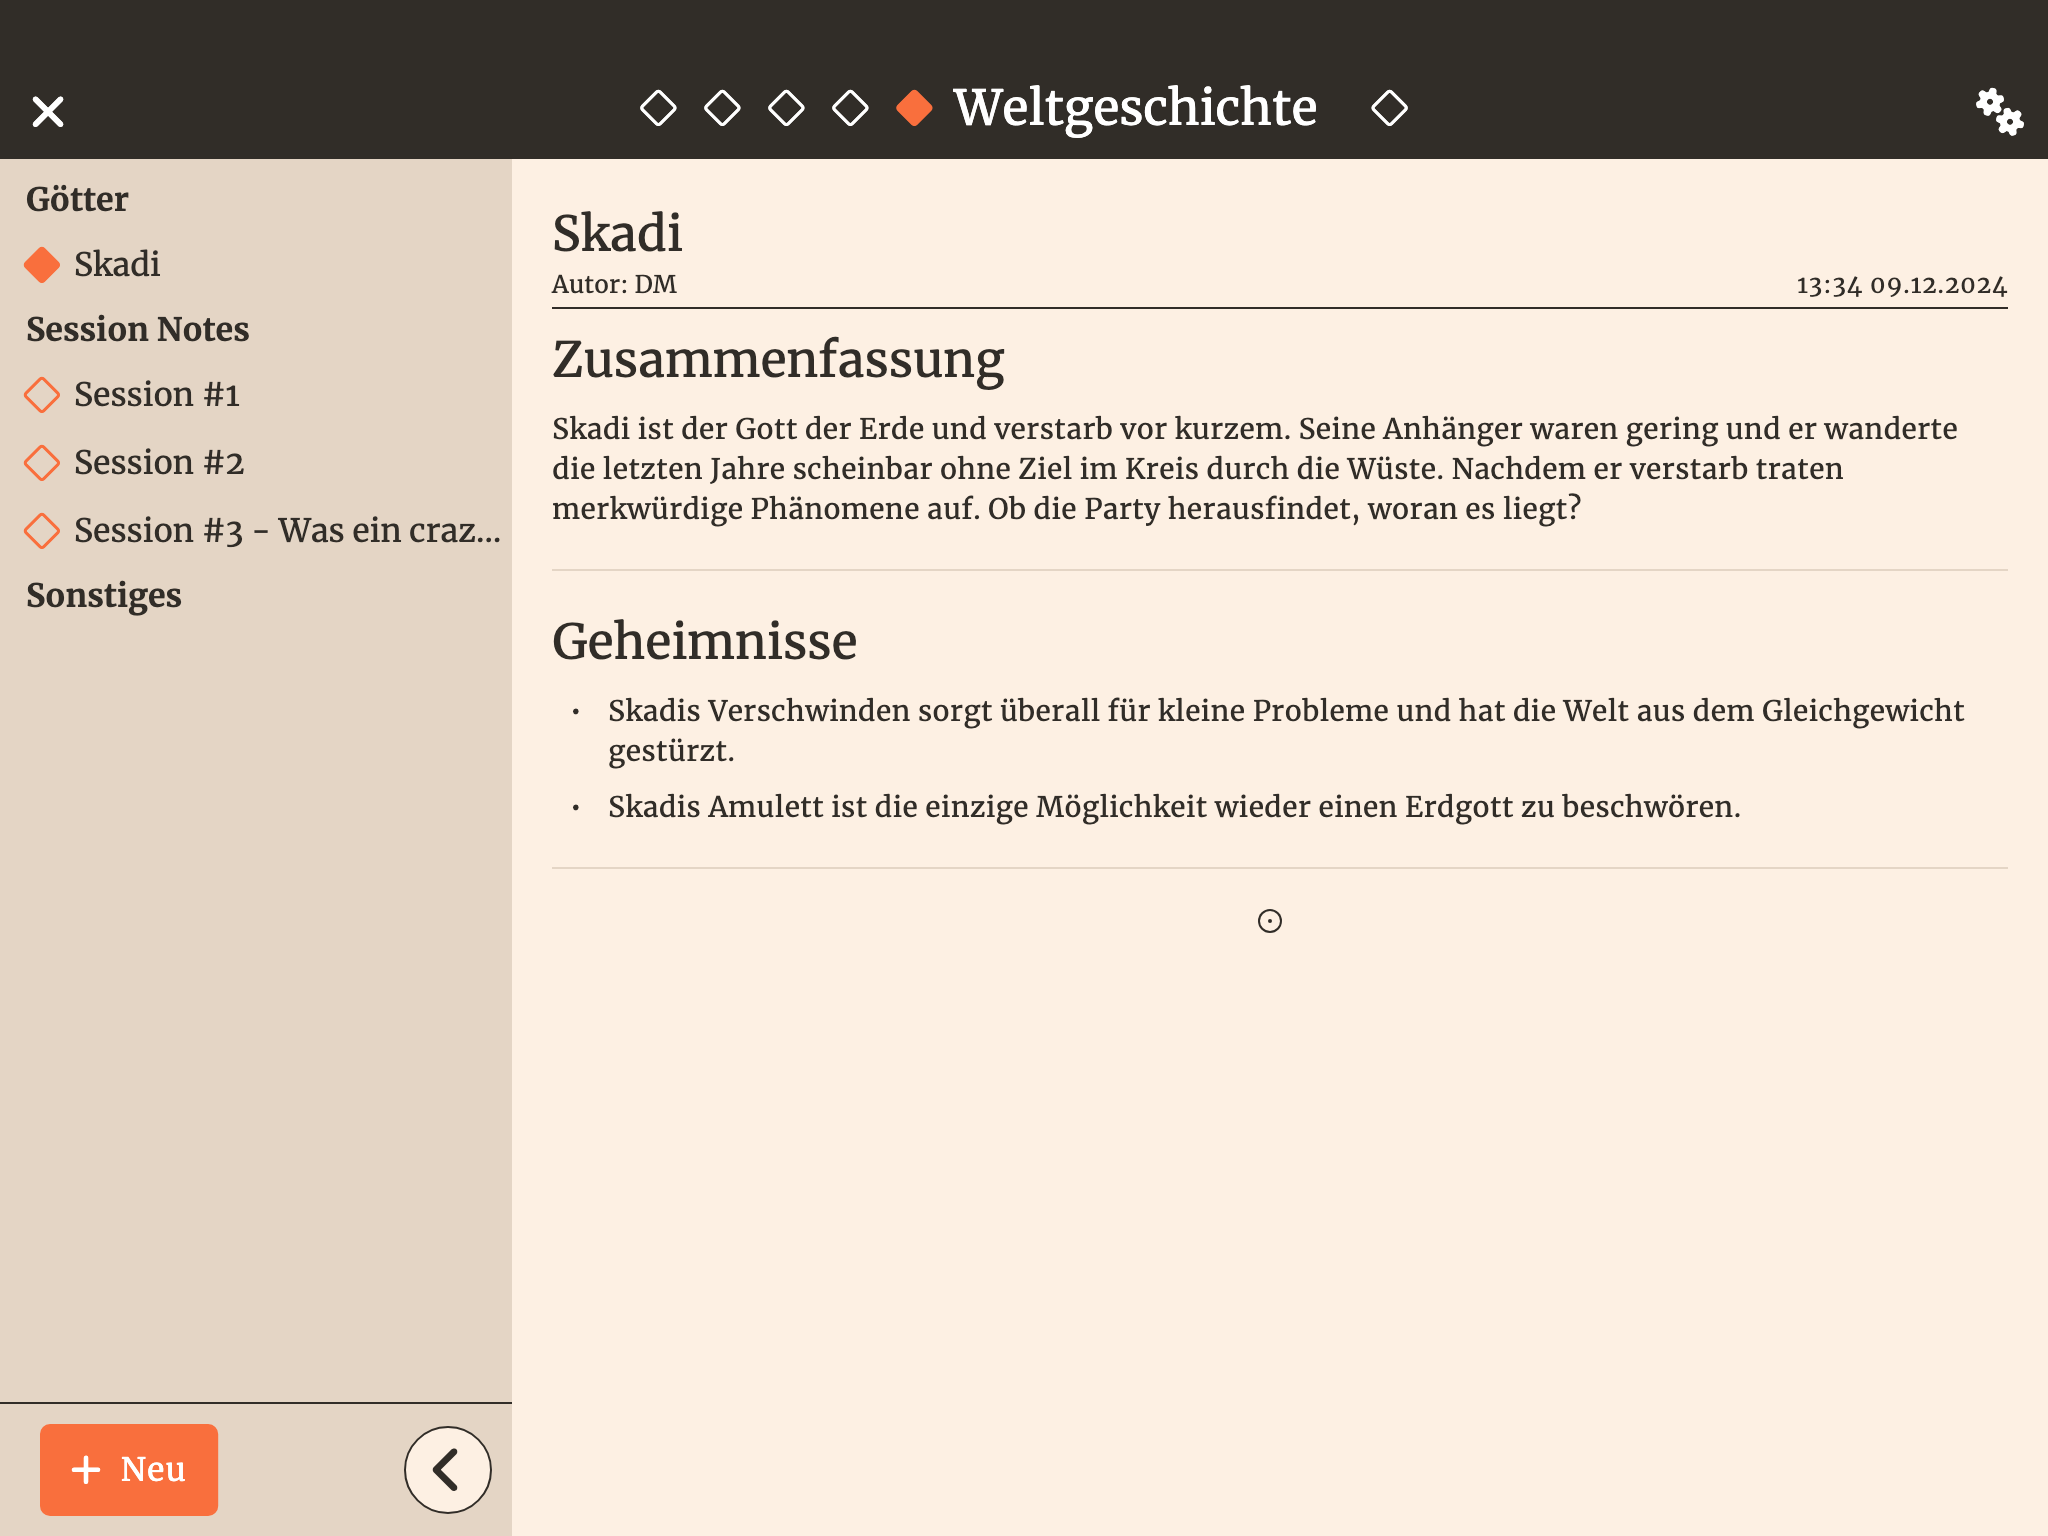 Weltgeschichte
Götter
Skadi
Session Notes
Session #1
Session #2
Session #3 - Was ein craz...
Sonstiges
+ Neu
Skadi
Autor: DM
13:34 09.12.2024
Zusammenfassung
Skadi ist der Gott der Erde und verstarb vor kurzem. Seine Anhänger waren gering und er wanderte
die letzten Jahre scheinbar ohne Ziel im Kreis durch die Wüste. Nachdem er verstarb traten
merkwürdige Phänomene auf. Ob die Party herausfindet, woran es liegt?
Geheimnisse
• Skadis Verschwinden sorgt überall für kleine Probleme und hat die Welt aus dem Gleichgewicht
gestürzt.
• Skadis Amulett ist die einzige Möglichkeit wieder einen Erdgott zu beschwören.